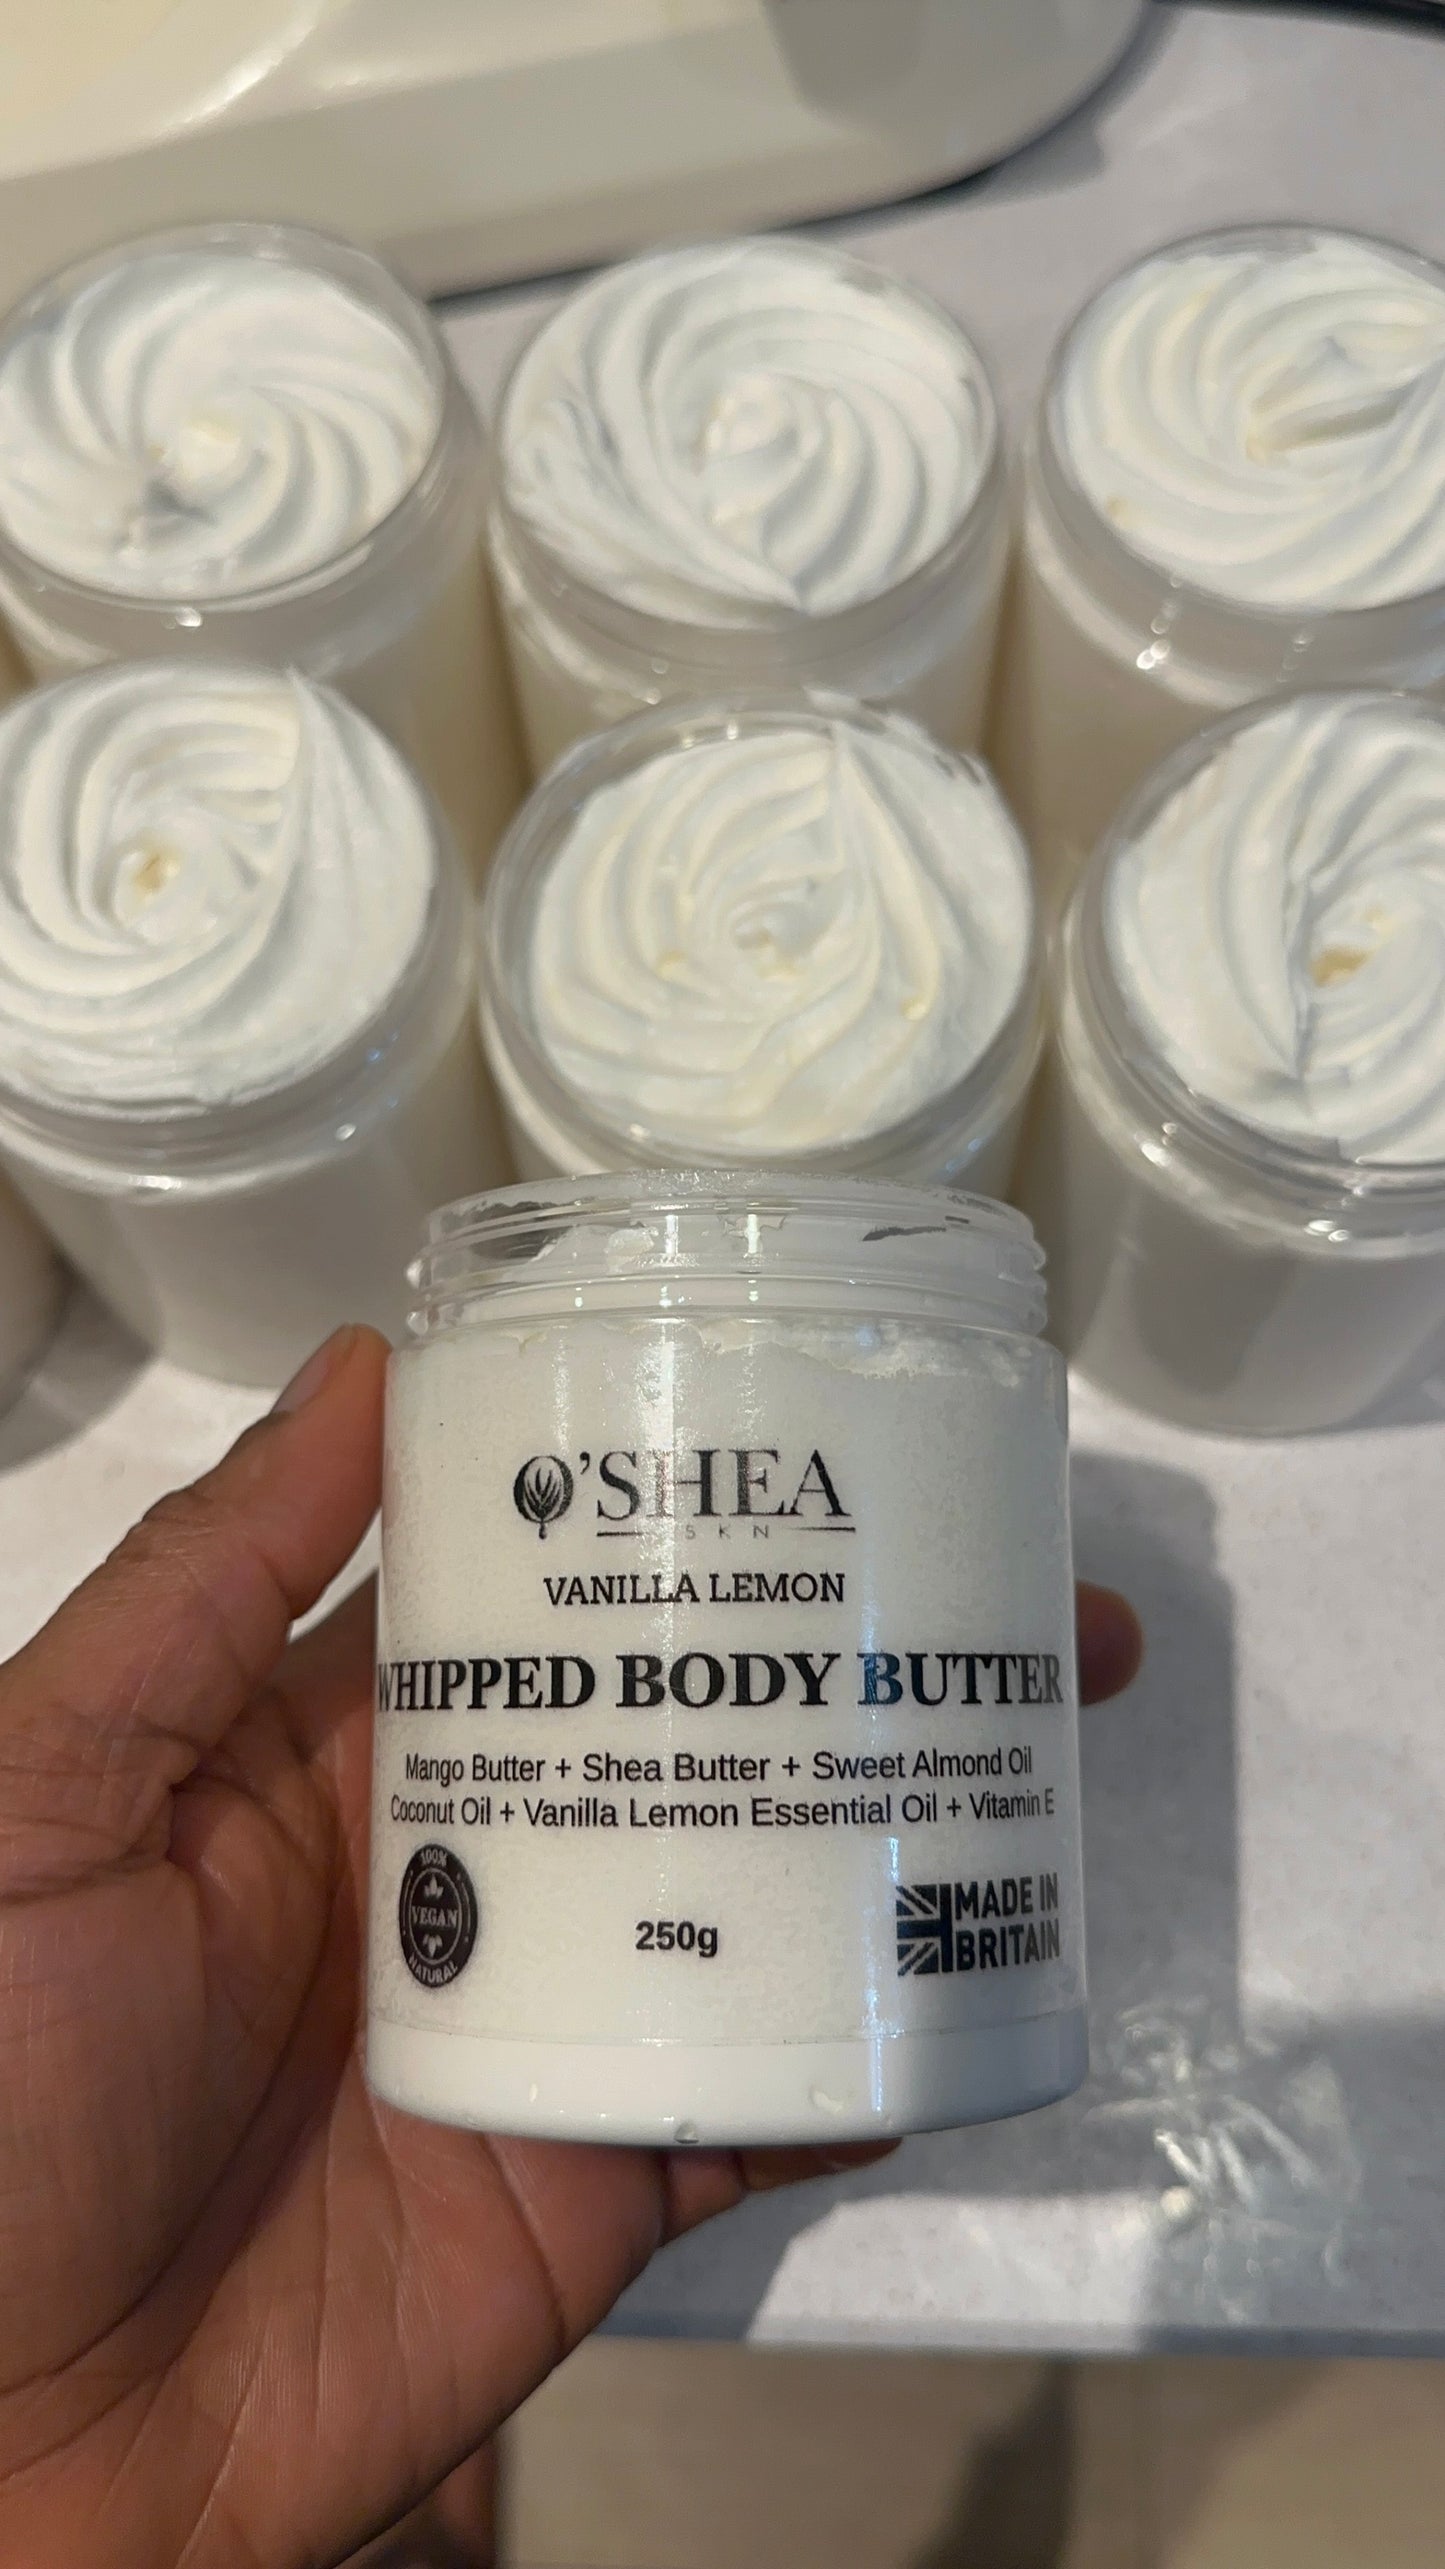 O'SHEA
SKN
VANILLA LEMON
WHIPPED BODY BUTTER
Mango Butter + Shea Butter + Sweet Almond Oil
Coconut Oil + Vanilla Lemon Essential Oil + Vitamin E
100%
VEGAN
NATURAL
250g
MADE IN
BRITAIN